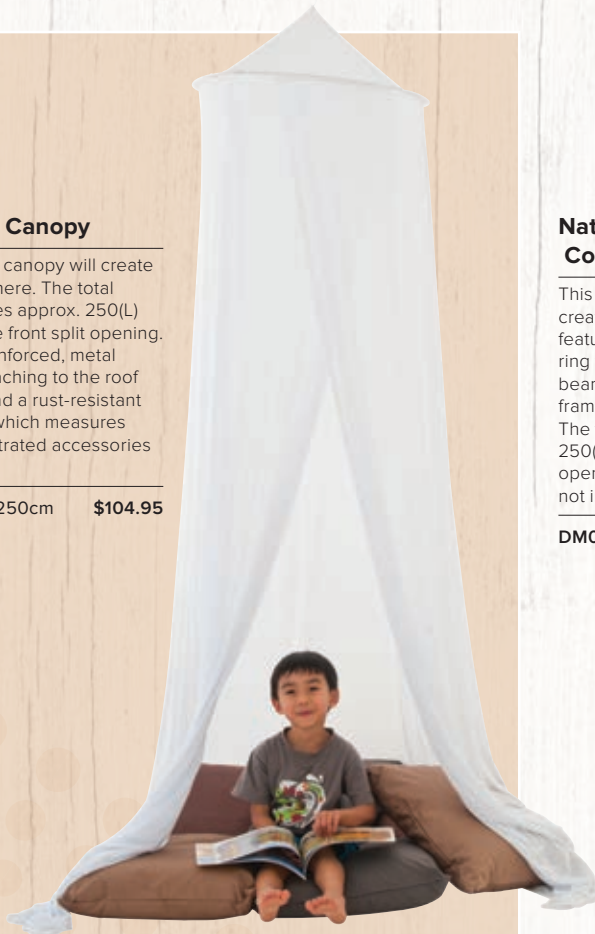 Canopy
canopy will create
here. The total
es approx. 250(L)
e front split opening.
nforced, metal
aching to the roof
nd a rust-resistant
which measures
strated accessories
250cm $104.95
Nat
Co
This
crea
featu
ring
bear
fram
The
250(
oper
not i
DM0